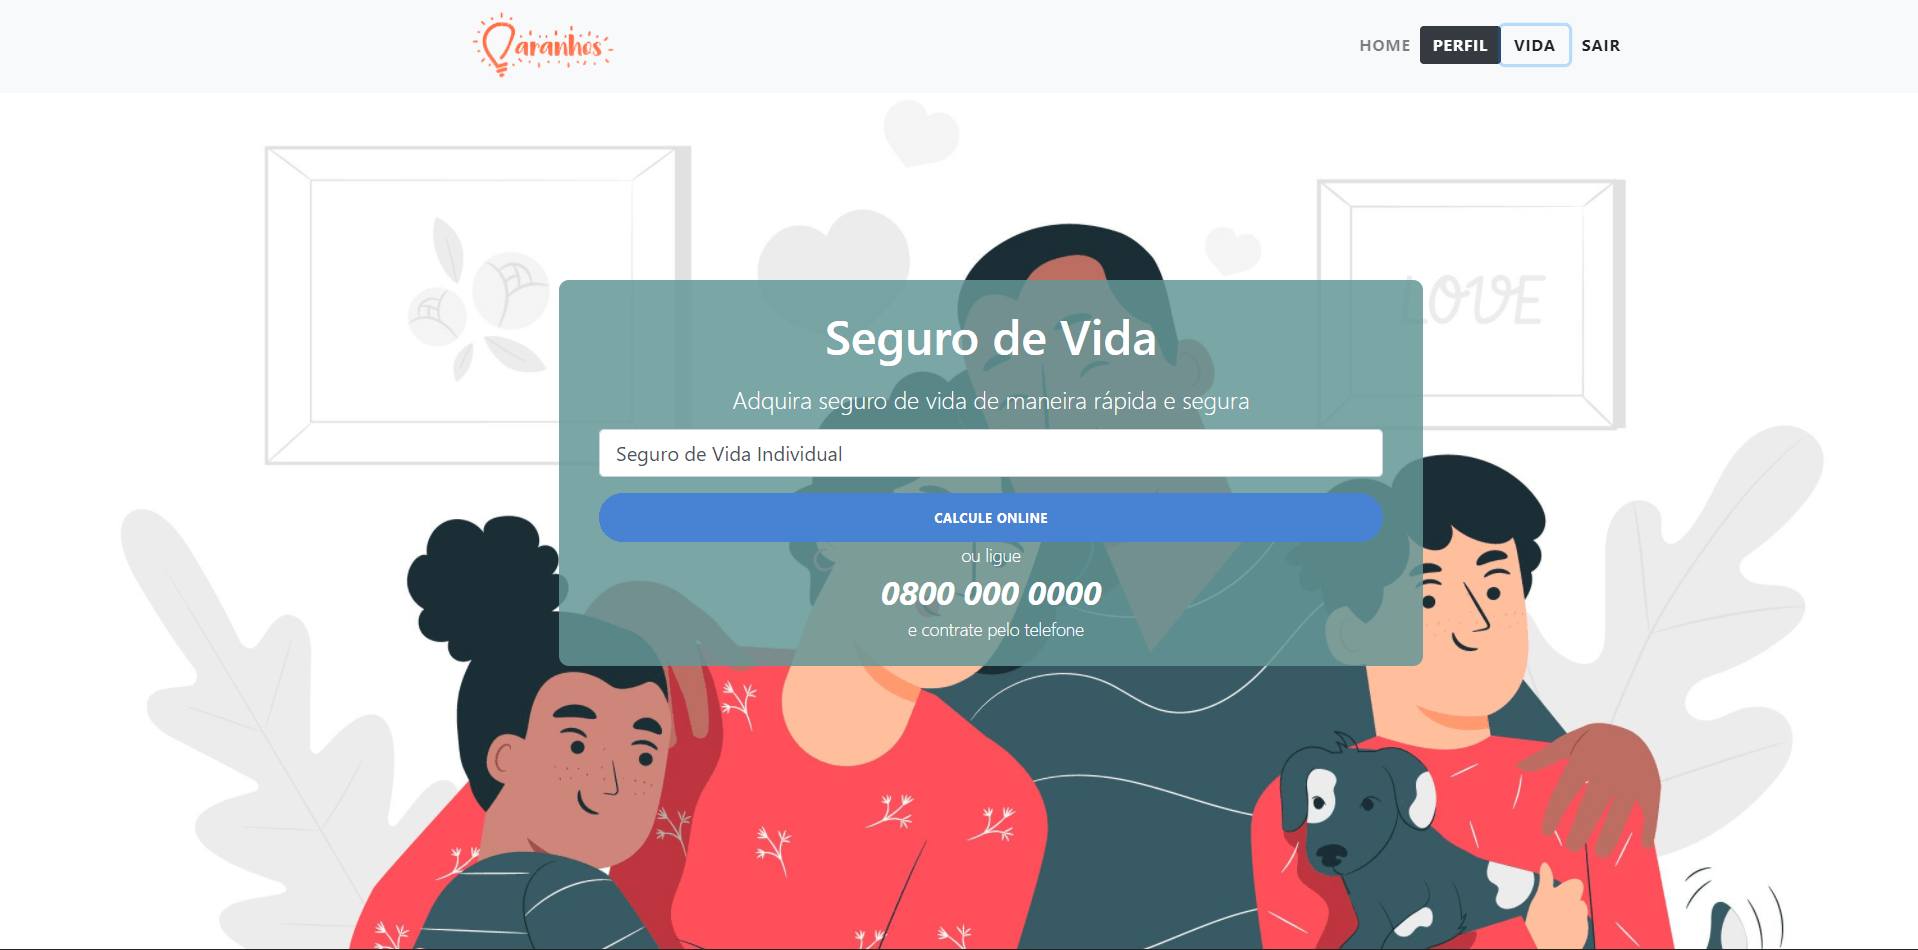 Paranhos
HOME PERFIL VIDA SAIR
LOVE
Seguro de Vida
Adquira seguro de vida de maneira rápida e segura
Seguro de Vida Individual
CALCULE ONLINE
ou ligue
0800 000 0000
e contrate pelo telefone